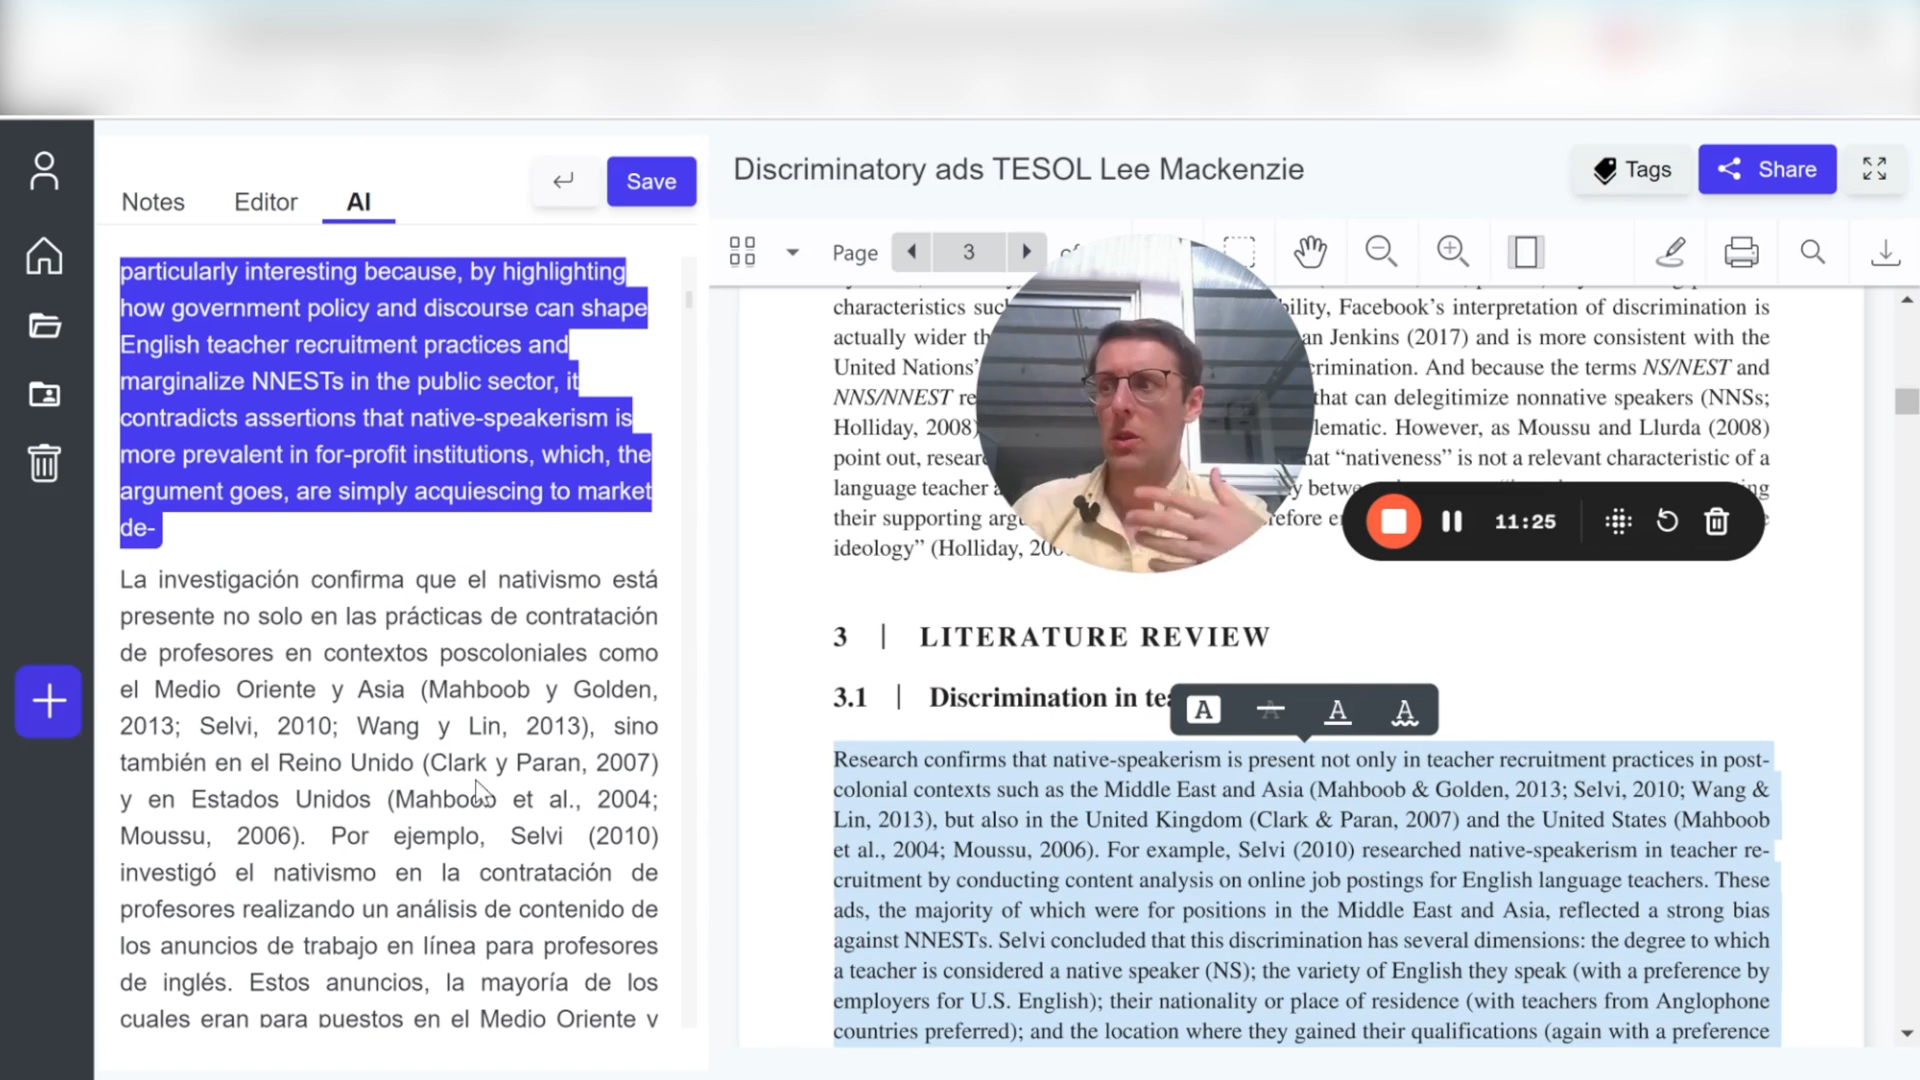 Notes
Editor
AI
Save
particularly interesting because, by highlighting
how government policy and discourse can shape
English teacher recruitment practices and
marginalize NNESTs in the public sector, it
contradicts assertions that native-speakerism is
more prevalent in for-profit institutions, which, the
argument goes, are simply acquiescing to market
de-
La investigación confirma que el nativismo está
presente no solo en las prácticas de contratación
de profesores en contextos poscoloniales como
el Medio Oriente y Asia (Mahboob y Golden,
2013; Selvi, 2010; Wang y Lin, 2013), sino
también en el Reino Unido (Clark y Paran, 2007)
y en Estados Unidos (Mahboob et al., 2004;
Moussu, 2006). Por ejemplo, Selvi (2010)
investigó el nativismo en la contratación de
profesores realizando un análisis de contenido de
los anuncios de trabajo en línea para profesores
de inglés. Estos anuncios, la mayoría de los
cuales eran para puestos en el Medio Oriente y
Discriminatory ads TESOL Lee Mackenzie
Tags
Share
Page
3
characteristics Facebook's interpretation of discrimination is
actually wider Jenkins (2017) and is more consistent with the
United Nations' And because the terms NS/NEST and
NNS/NNEST that can delegitimize nonnative speakers (NNSs;
Holliday, 2008) However, as Moussu and Llurda (2008)
point out, "nativeness" is not a relevant characteristic of a
language teacher
their supporting
ideology" (Holliday,
11:25
3 | LITERATURE REVIEW
3.1 | Discrimination in
Research confirms that native-speakerism is present not only in teacher recruitment practices in post-
colonial contexts such as the Middle East and Asia (Mahboob & Golden, 2013; Selvi, 2010; Wang &
Lin, 2013), but also in the United Kingdom (Clark & Paran, 2007) and the United States (Mahboob
et al., 2004; Moussu, 2006). For example, Selvi (2010) researched native-speakerism in teacher re-
cruitment by conducting content analysis on online job postings for English language teachers. These
ads, the majority of which were for positions in the Middle East and Asia, reflected a strong bias
against NNESTs. Selvi concluded that this discrimination has several dimensions: the degree to which
a teacher is considered a native speaker (NS); the variety of English they speak (with a preference by
employers for U.S. English); their nationality or place of residence (with teachers from Anglophone
countries preferred); and the location where they gained their qualifications (again with a preference